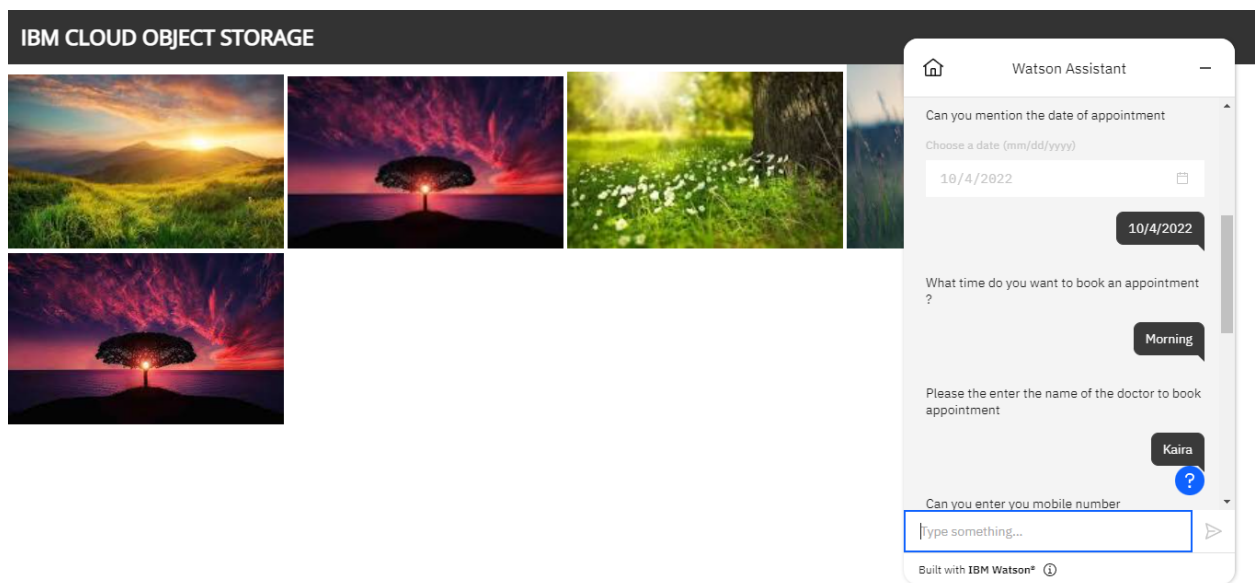 IBM CLOUD OBJECT STORAGE
Watson Assistant
Can you mention the date of appointment
Choose a date (mm/dd/yyyy)
10/4/2022
10/4/2022
What time do you want to book an appointment
?
Morning
Please the enter the name of the doctor to book
appointment
Kaira
?
Can you enter you mobile number
Type something...
Built with IBM Watson®